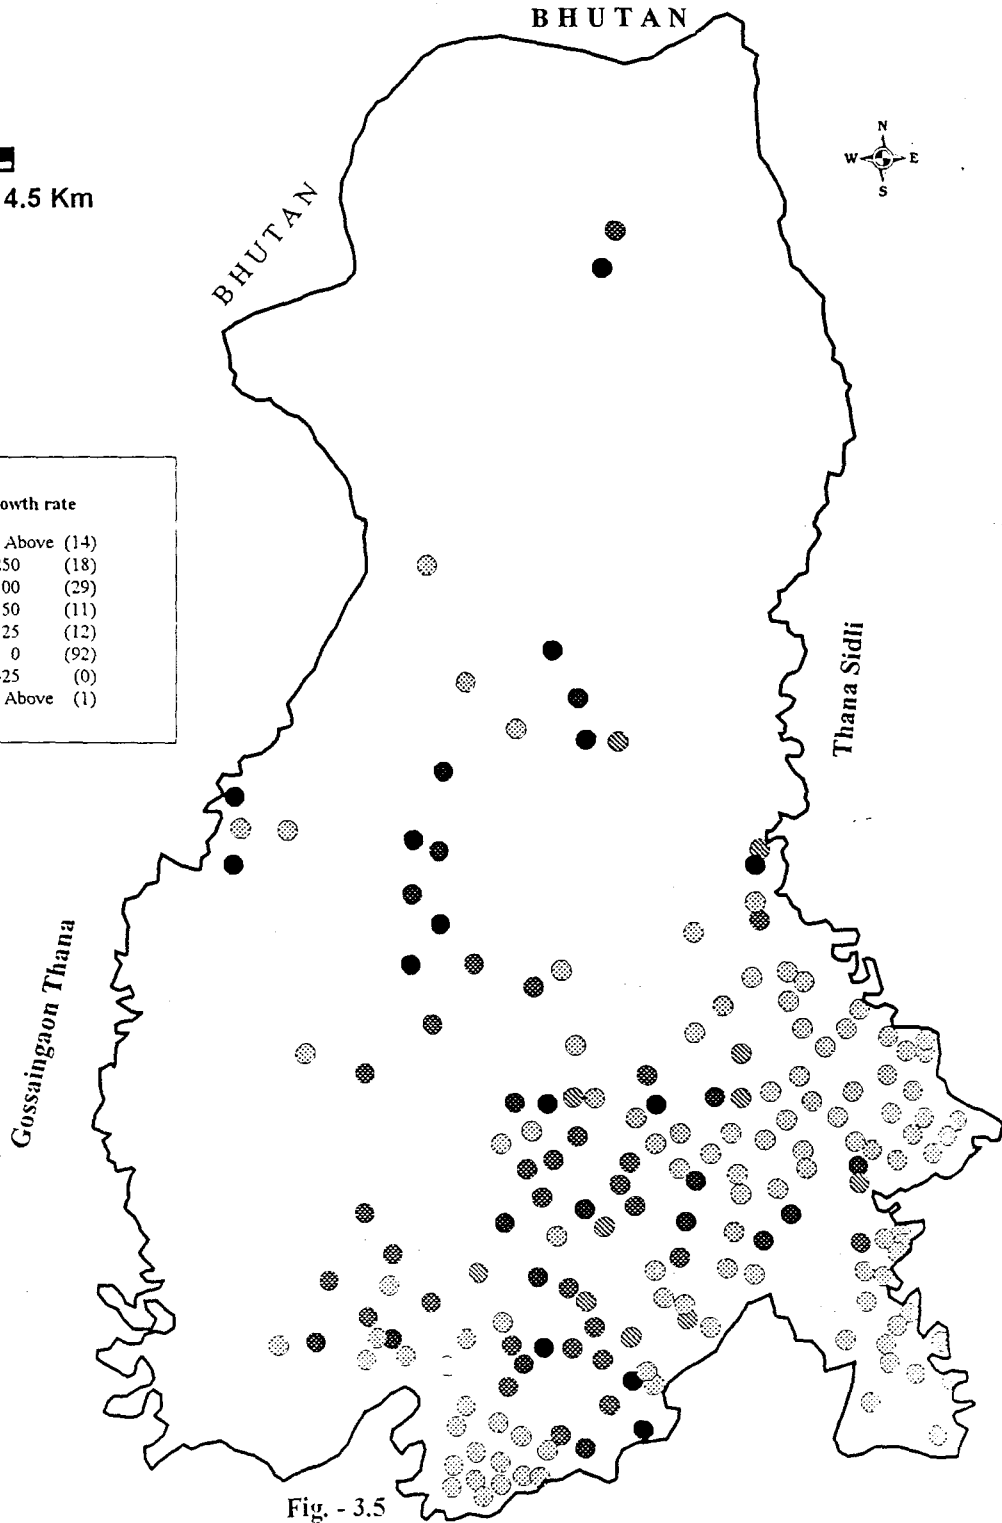 BHUTAN
N
W E
S
4.5 Km
BHUTAN
owth rate
Above (14)
250 (18)
00 (29)
50 (11)
25 (12)
0 (92)
-25 (0)
Above (1)
Thana Sidli
Gossaingaon Thana
Fig. - 3.5